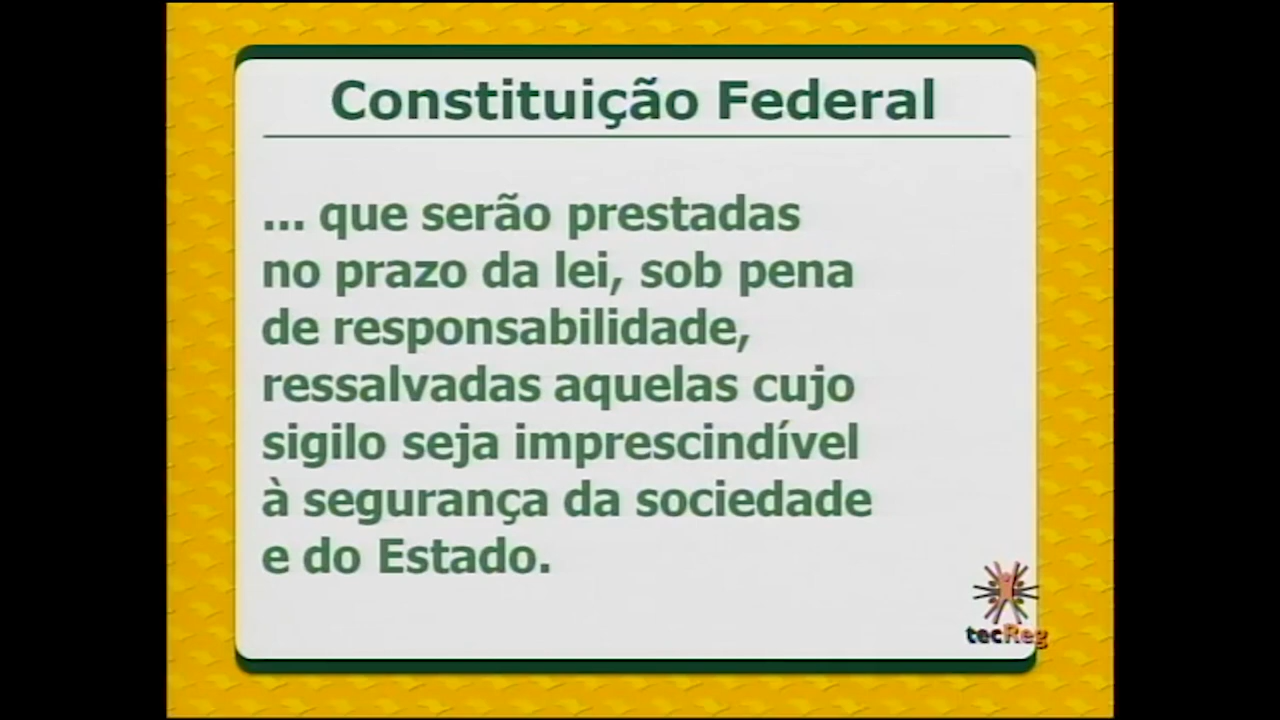 Constituição Federal
... que serão prestadas
no prazo da lei, sob pena
de responsabilidade,
ressalvadas aquelas cujo
sigilo seja imprescindível
à segurança da sociedade
e do Estado.
tecReg